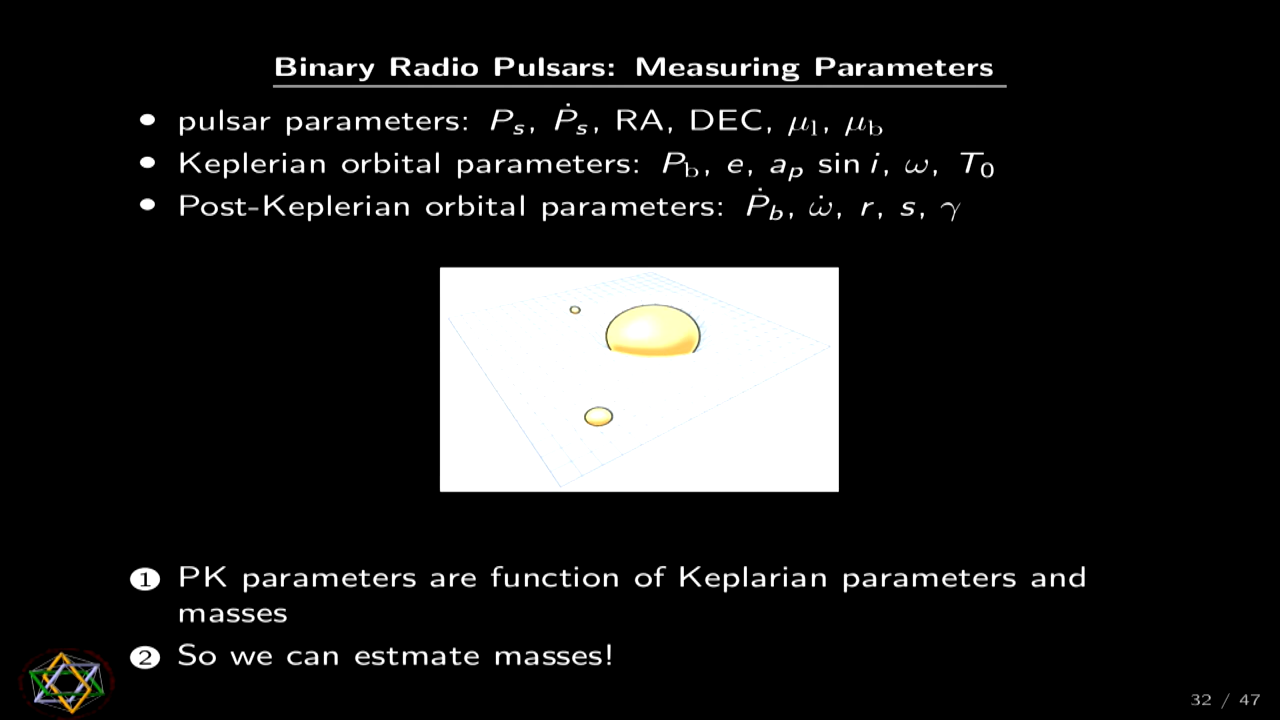 Binary Radio Pulsars: Measuring Parameters
• pulsar parameters: Pₛ, Ṗₛ, RA, DEC, μₗ, μ_b
• Keplerian orbital parameters: P_b, e, aₚ sin i, ω, T₀
• Post-Keplerian orbital parameters: Ṗ_b, ω̇, r, s, γ
1 PK parameters are function of Keplarian parameters and
masses
2 So we can estmate masses!
32 / 47